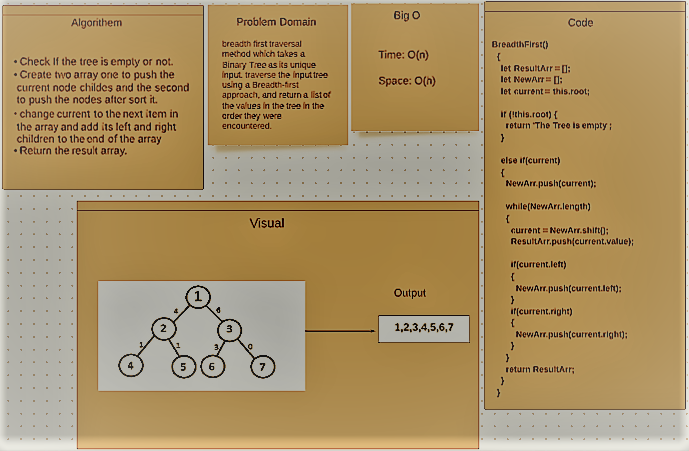 Algorithem
• Check If the tree is empty or not.
• Create two array one to push the
current node childes and the second
to push the nodes after sort it.
• change current to the next item in
the array and add its left and right
children to the end of the array
• Return the result array.
Problem Domain
breadth first traversal
method which takes a
Binary Tree as its unique
input, traverse the input tree
using a Breadth-first
approach, and return a list of
the values in the tree in the
order they were
encountered.
Big O
Time: O(n)
Space: O(h)
Code
BreadthFirst()
{
let ResultArr = [];
let NewArr = [];
let current = this.root;
if (!this.root) {
return 'The Tree is empty ;
}
else if(current)
{
NewArr.push(current);
while(NewArr.length)
{
current = NewArr.shift();
ResultArr.push(current.value);
if(current.left)
{
NewArr.push(current.left);
}
if(current.right)
{
NewArr.push(current.right);
}
}
return ResultArr;
}
}
Visual
1
4 6
2 3
1 1 3 0
4 5 6 7
Output
1,2,3,4,5,6,7